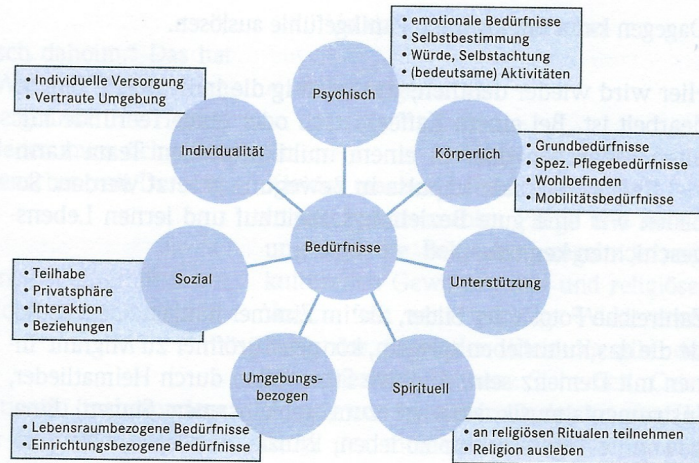 • emotionale Bedürfnisse
• Selbstbestimmung
• Würde, Selbstachtung
• (bedeutsame) Aktivitäten
Psychisch
• Individuelle Versorgung
• Vertraute Umgebung
Individualität
Körperlich
• Grundbedürfnisse
• Spez. Pflegebedürfnisse
• Wohlbefinden
• Mobilitätsbedürfnisse
Bedürfnisse
• Teilhabe
• Privatsphäre
• Interaktion
• Beziehungen
Sozial
Unterstützung
Umgebungs-
bezogen
Spirituell
• Lebensraumbezogene Bedürfnisse
• Einrichtungsbezogene Bedürfnisse
• an religiösen Ritualn teilnehmen
• Religion ausleben